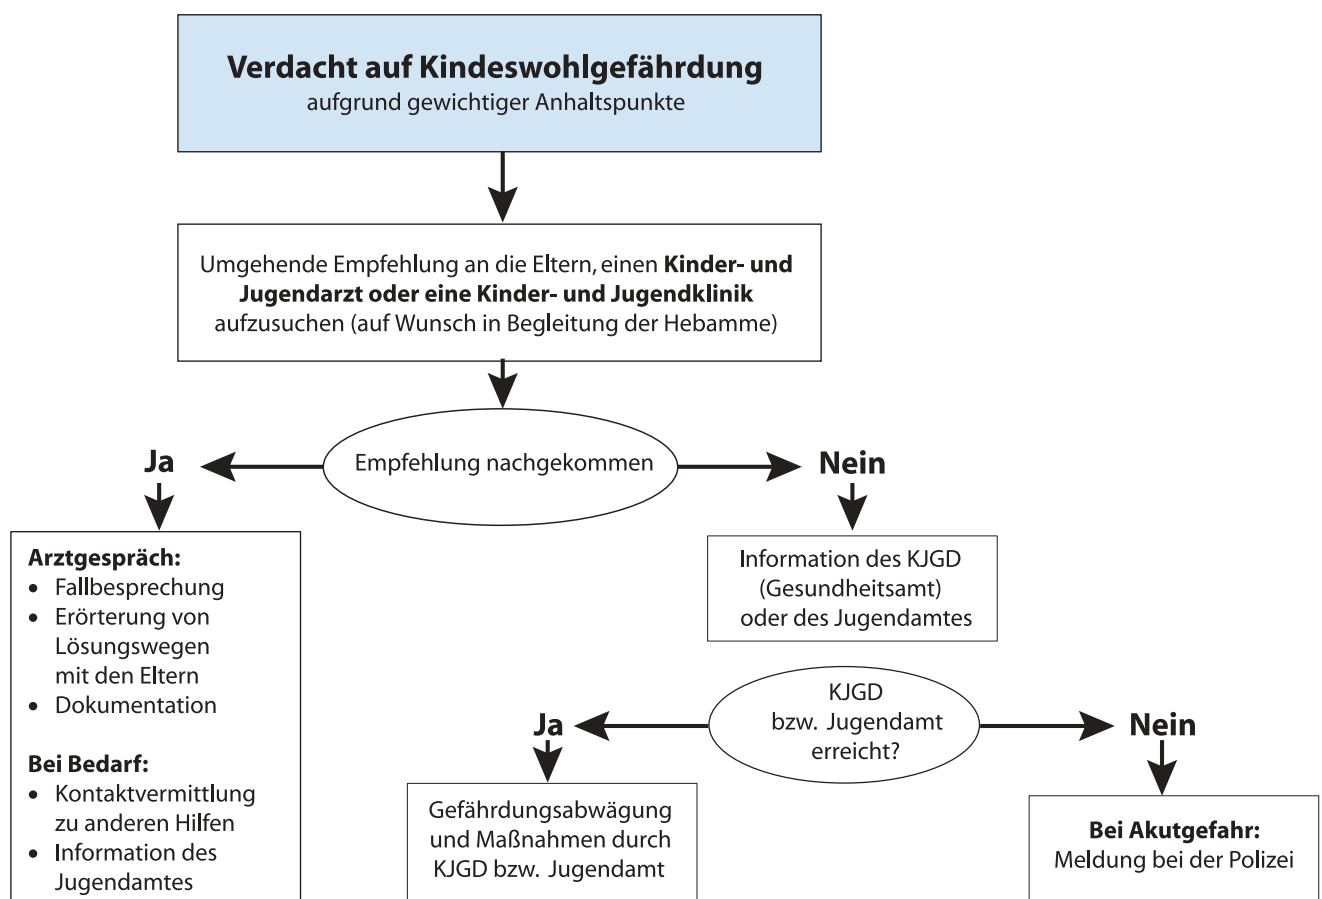 Verdacht auf Kindeswohlgefährdung
aufgrund gewichtiger Anhaltspunkte
Umgehende Empfehlung an die Eltern, einen Kinder- und
Jugendarzt oder eine Kinder- und Jugendklinik
aufzusuchen (auf Wunsch in Begleitung der Hebamme)
Empfehlung nachgekommen
Ja
Nein
Arztgespräch:
• Fallbesprechung
• Erörterung von
Lösungswegen
mit den Eltern
• Dokumentation
Bei Bedarf:
• Kontaktvermittlung
zu anderen Hilfen
• Information des
Jugendamtes
Information des KJGD
(Gesundheitsamt)
oder des Jugendamtes
KJGD
bzw. Jugendamt
erreicht?
Ja
Nein
Gefährdungsabwägung
und Maßnahmen durch
KJGD bzw. Jugendamt
Bei Akutgefahr:
Meldung bei der Polizei